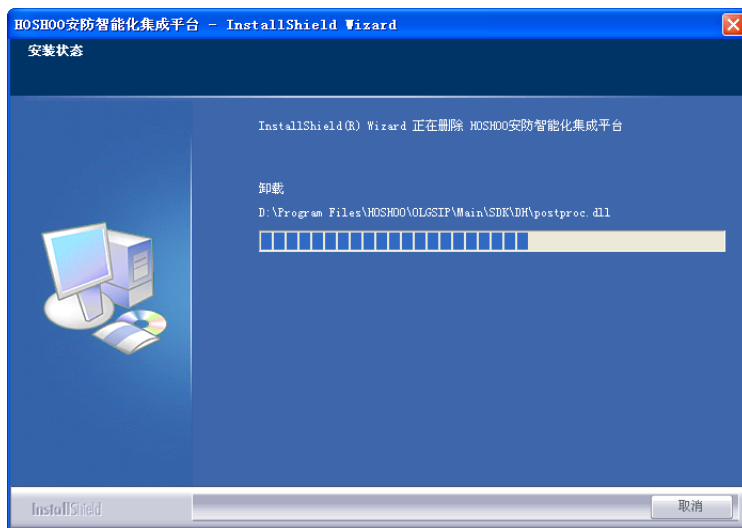 HOSHOO安防智能化集成平台 - InstallShield Wizard
安装状态
InstallShield(R) Wizard 正在删除 HOSHOO安防智能化集成平台
卸载
D:\Program Files\HOSHOO\OLGSIP\Main\SDK\DH\postproc.dll
InstallShield
取消